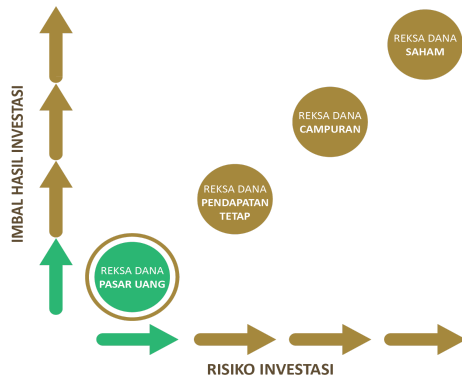 REKSA DANA
SAHAM
REKSA DANA
CAMPURAN
REKSA DANA
PENDAPATAN
TETAP
REKSA DANA
PASAR UANG
IMBAL HASIL INVESTASI
RISIKO INVESTASI